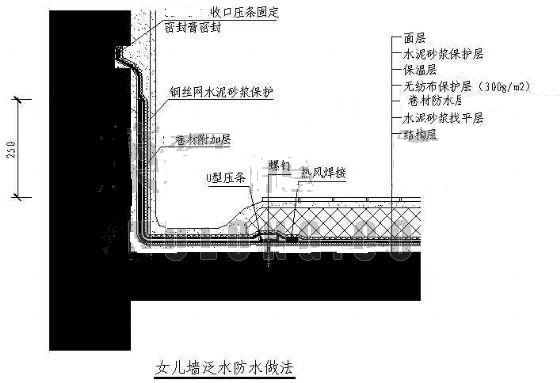 收口压条固定
密封膏密封
钢丝网水泥砂浆保护
卷材附加层
U型压条
螺钉
热风焊接
250
面层
水泥砂浆保护层
保温层
无纺布保护层（300g/m2）
卷材防水层
水泥砂浆找平层
结构层
女儿墙泛水防水做法